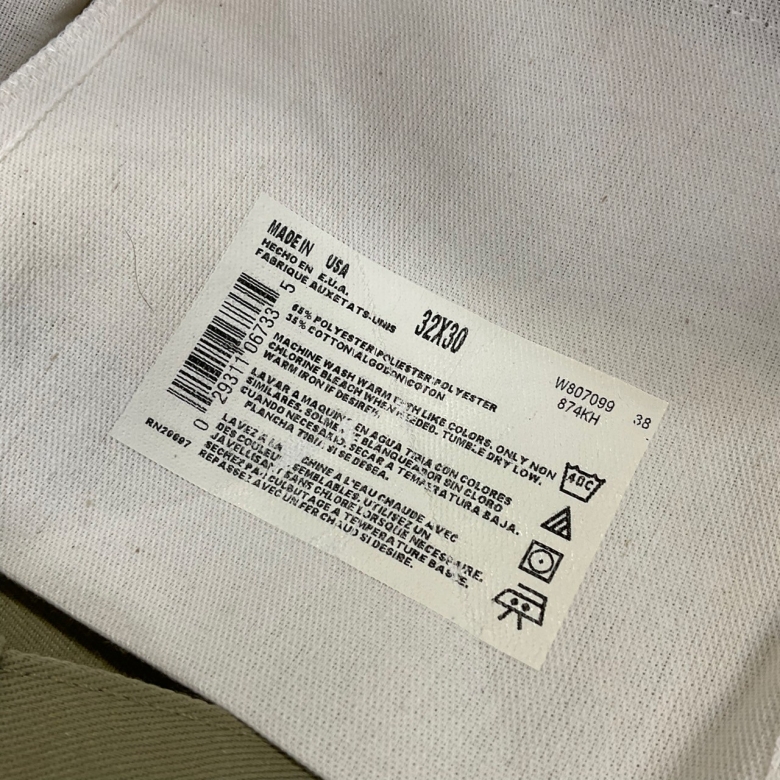 MADE IN USA
HECHO EN E.U.A.
FABRIQUE AUX ETATS-UNIS
32X30
65% POLYESTER\POLIESTER\POLYESTER
35% COTTON\ALGODON\COTON
MACHINE WASH WARM WITH LIKE COLORS, ONLY NON
CHLORINE BLEACH WHEN NEEDED. TUMBLE DRY LOW.
WARM IRON IF DESIRED.
LAVAR A MAQUINA EN AGUA TIBIA CON COLORES
SIMILARES. SOLMENTE BLANQUEADOR SIN CLORO
CUANDO NECESARIO. SECAR A TEMPERATURA BAJA.
PLANCHA TIBIA SI SE DESEA.
LAVEZ A LA MACHINE A L'EAU CHAUDE AVEC
DES COULEURS SEMBLABLES. UTILISEZ UN
JAVELLISANT SANS CHLORE LORSQUE NECESSAIRE.
SECHEZ PAR CULBUTAGE A TEMPERATURE BASSE.
REPASSEZ AVEC UN FER CHAUD SI DESIRE.
0 29311 06733 5
RN20697
W807099 38
874KH
40C